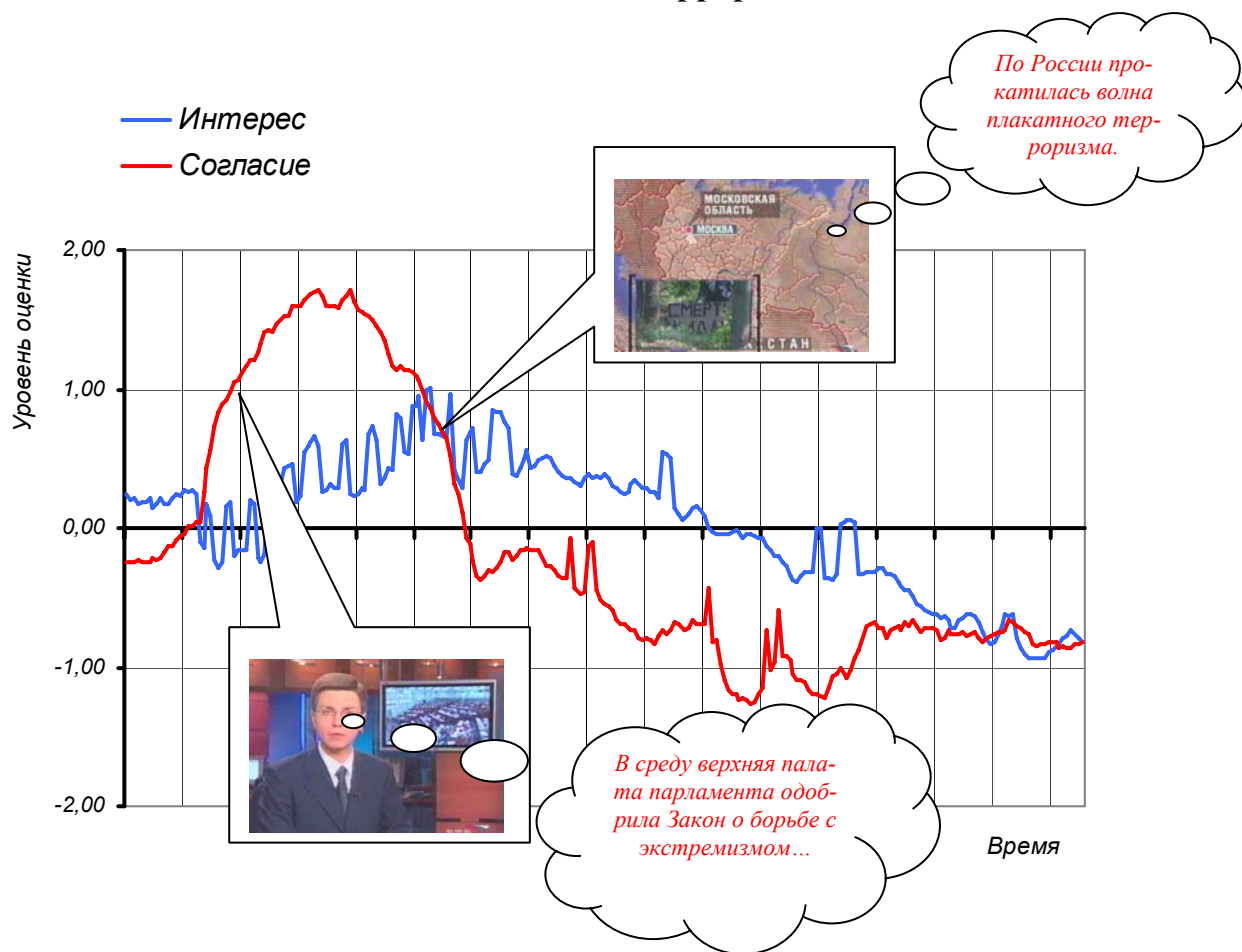 По России про-
катилась волна
плакатного тер-
роризма.
Интерес
Согласие
МОСКОВСКАЯ
ОБЛАСТЬ
МОСКВА
СМЕРТ
СТАН
Уровень оценки
2,00
1,00
0,00
-1,00
-2,00
В среду верхняя пала-
та парламента одоб-
рила Закон о борьбе с
экстремизмом…
Время